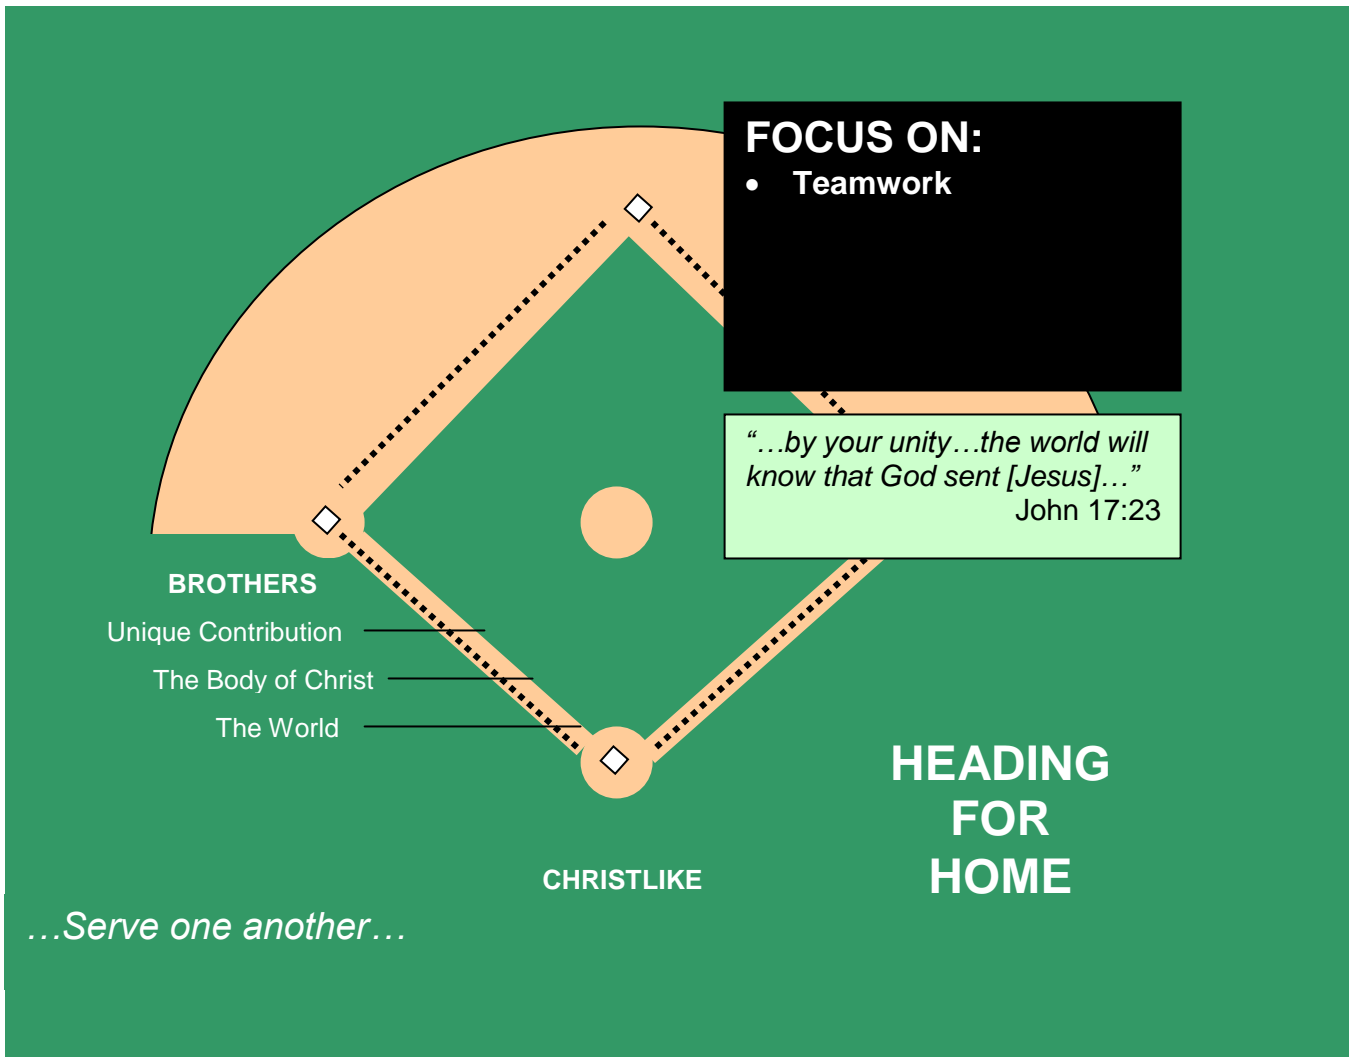 FOCUS ON:
• Teamwork
“…by your unity…the world will
know that God sent [Jesus]…”
John 17:23
BROTHERS
Unique Contribution
The Body of Christ
The World
HEADING
FOR
HOME
CHRISTLIKE
…Serve one another…